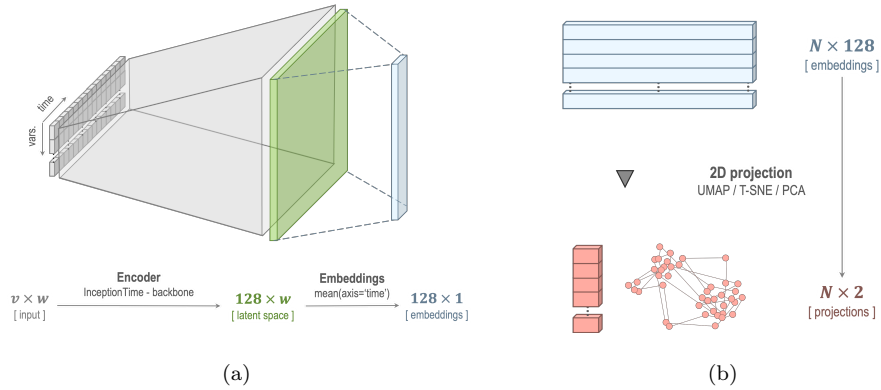 time
vars.
Encoder
InceptionTime - backbone
v × w
[ input ]
128 × w
[ latent space ]
Embeddings
mean(axis='time')
128 × 1
[ embeddings ]
(a)
N × 128
[ embeddings ]
2D projection
UMAP / T-SNE / PCA
N × 2
[ projections ]
(b)